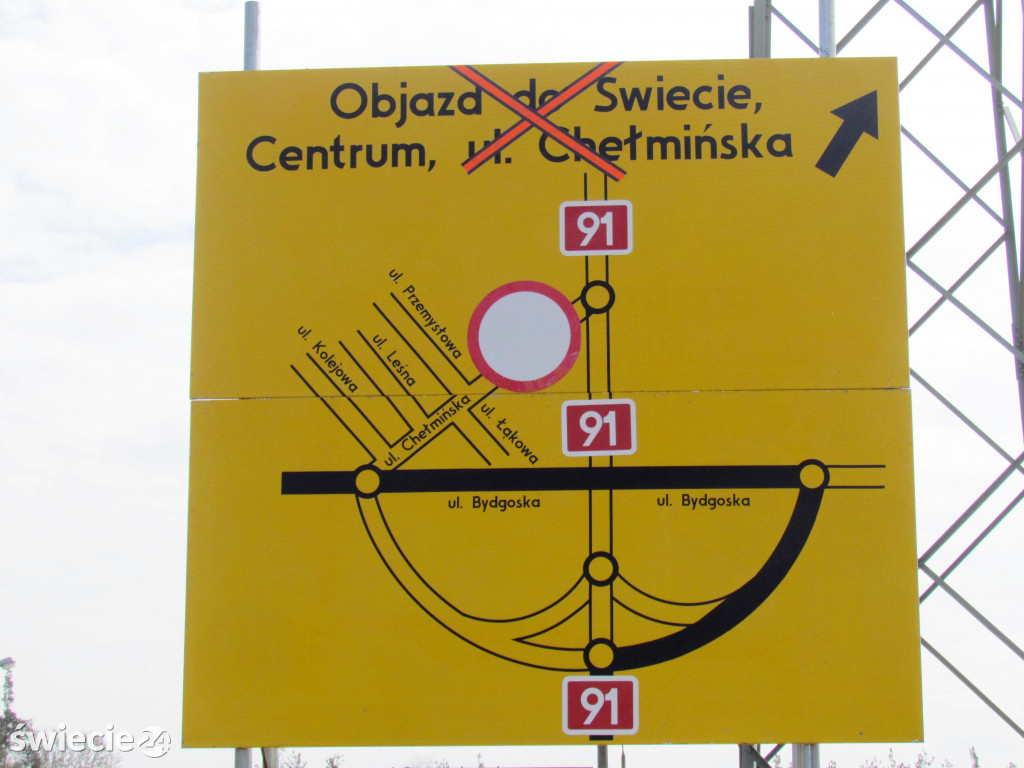 Objazd do Swiecie,
Centrum, ul. Chełmińska
91
ul. Przemysłowa
ul. Leśna
ul. Kolejowa
ul. Chełmińska
ul. Łąkowa
91
ul. Bydgoska
ul. Bydgoska
91
świecie24